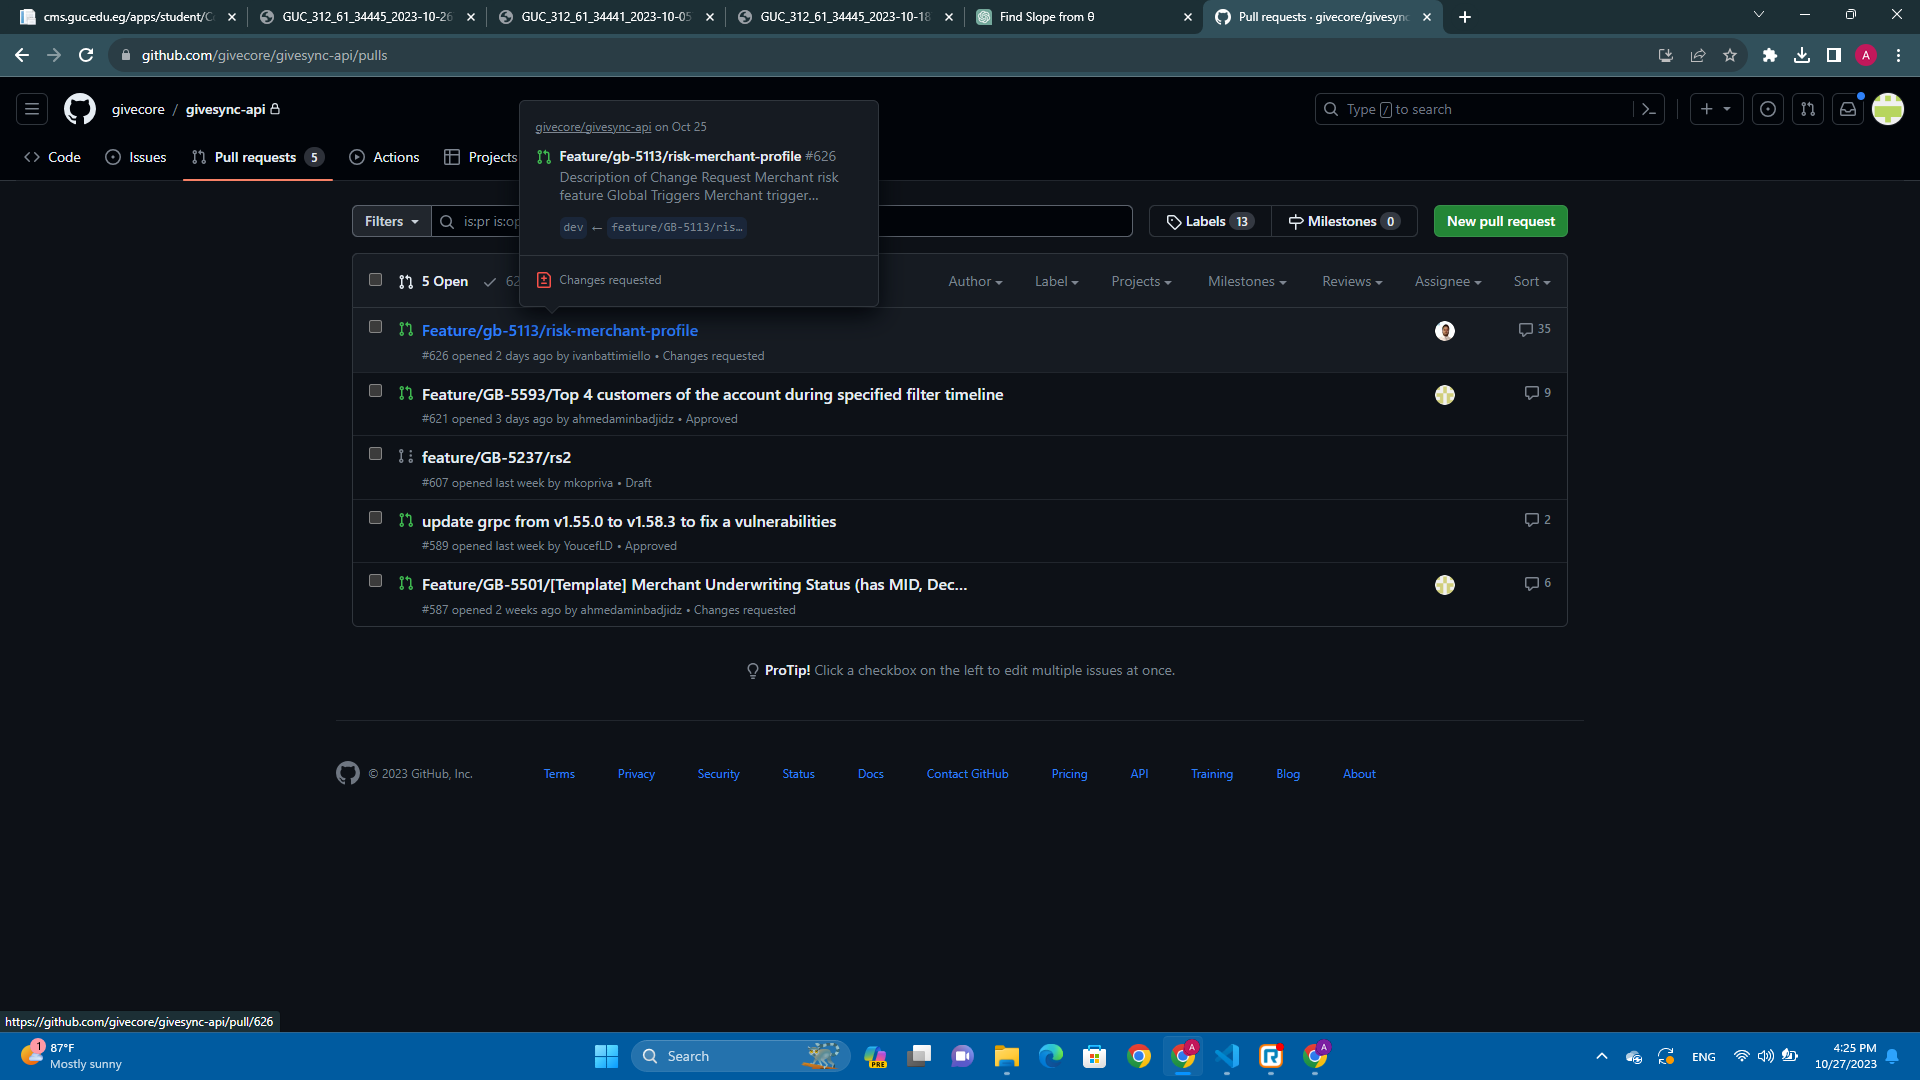 cms.guc.edu.eg/apps/student/C
GUC_312_61_34445_2023-10-26
GUC_312_61_34441_2023-10-05
GUC_312_61_34445_2023-10-18
Find Slope from θ
Pull requests · givecore/givesync
github.com/givecore/givesync-api/pulls
A
givecore / givesync-api
Type / to search
Code
Issues
Pull requests 5
Actions
Projects
givecore/givesync-api on Oct 25
Feature/gb-5113/risk-merchant-profile #626
Description of Change Request Merchant risk
feature Global Triggers Merchant trigger...
dev ← feature/GB-5113/ris…
Changes requested
Filters
is:pr is:op
Labels 13
Milestones 0
New pull request
5 Open
62
Author
Label
Projects
Milestones
Reviews
Assignee
Sort
Feature/gb-5113/risk-merchant-profile
35
#626 opened 2 days ago by ivanbattimiello • Changes requested
Feature/GB-5593/Top 4 customers of the account during specified filter timeline
9
#621 opened 3 days ago by ahmedaminbadjidz • Approved
feature/GB-5237/rs2
#607 opened last week by mkopriva • Draft
update grpc from v1.55.0 to v1.58.3 to fix a vulnerabilities
2
#589 opened last week by YoucefLD • Approved
Feature/GB-5501/[Template] Merchant Underwriting Status (has MID, Dec...
6
#587 opened 2 weeks ago by ahmedaminbadjidz • Changes requested
ProTip! Click a checkbox on the left to edit multiple issues at once.
© 2023 GitHub, Inc.
Terms
Privacy
Security
Status
Docs
Contact GitHub
Pricing
API
Training
Blog
About
https://github.com/givecore/givesync-api/pull/626
1
87°F
Mostly sunny
Search
PRE
A
A
ENG
4:25 PM
10/27/2023